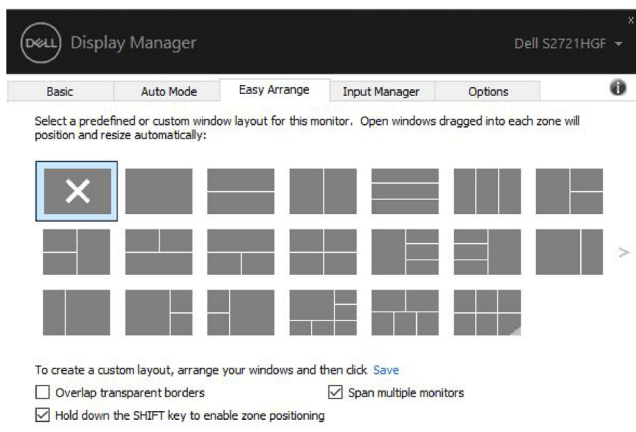 x
DELL Display Manager Dell S2721HGF
Basic Auto Mode Easy Arrange Input Manager Options
Select a predefined or custom window layout for this monitor. Open windows dragged into each zone will
position and resize automatically:
To create a custom layout, arrange your windows and then click Save
Overlap transparent borders Span multiple monitors
Hold down the SHIFT key to enable zone positioning